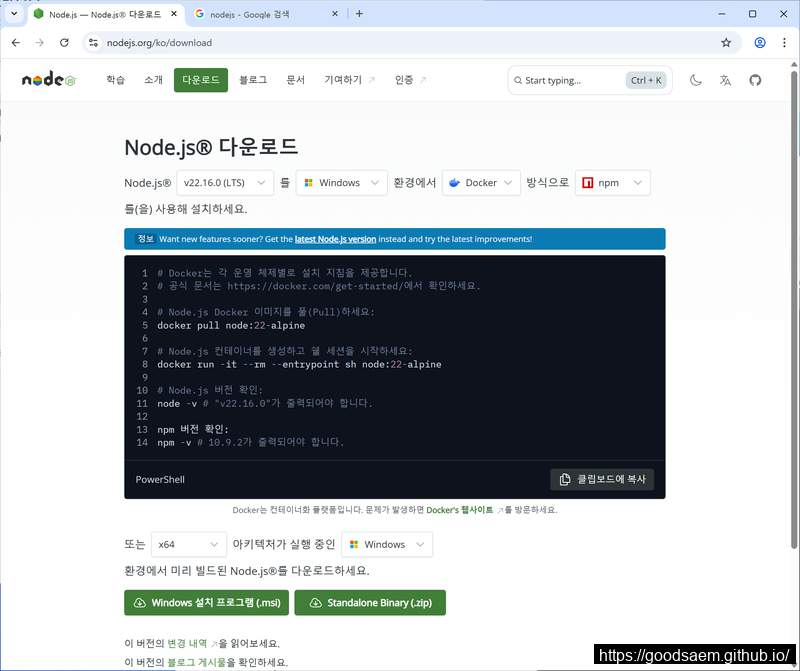 Node.js — Node.js® 다운로드
nodejs - Google 검색
nodejs.org/ko/download
node
학습 소개 다운로드 블로그 문서 기여하기 인증
Start typing... Ctrl + K
Node.js® 다운로드
Node.js® v22.16.0 (LTS) 를 Windows 환경에서 Docker 방식으로 npm
를(을) 사용해 설치하세요.
정보 Want new features sooner? Get the latest Node.js version instead and try the latest improvements!
1 # Docker는 각 운영 체제별로 설치 지침을 제공합니다.
2 # 공식 문서는 https://docker.com/get-started/에서 확인하세요.
3
4 # Node.js Docker 이미지를 풀(Pull)하세요:
5 docker pull node:22-alpine
6
7 # Node.js 컨테이너를 생성하고 쉘 세션을 시작하세요:
8 docker run -it --rm --entrypoint sh node:22-alpine
9
10 # Node.js 버전 확인:
11 node -v # "v22.16.0"가 출력되어야 합니다.
12
13 npm 버전 확인:
14 npm -v # 10.9.2가 출력되어야 합니다.
PowerShell 클립보드에 복사
Docker는 컨테이너화 플랫폼입니다. 문제가 발생하면 Docker's 웹사이트 를 방문하세요.
또는 x64 아키텍처가 실행 중인 Windows
환경에서 미리 빌드된 Node.js®를 다운로드하세요.
Windows 설치 프로그램 (.msi) Standalone Binary (.zip)
이 버전의 변경 내역 을 읽어보세요.
이 버전의 블로그 게시물을 확인하세요.
https://goodsaem.github.io/